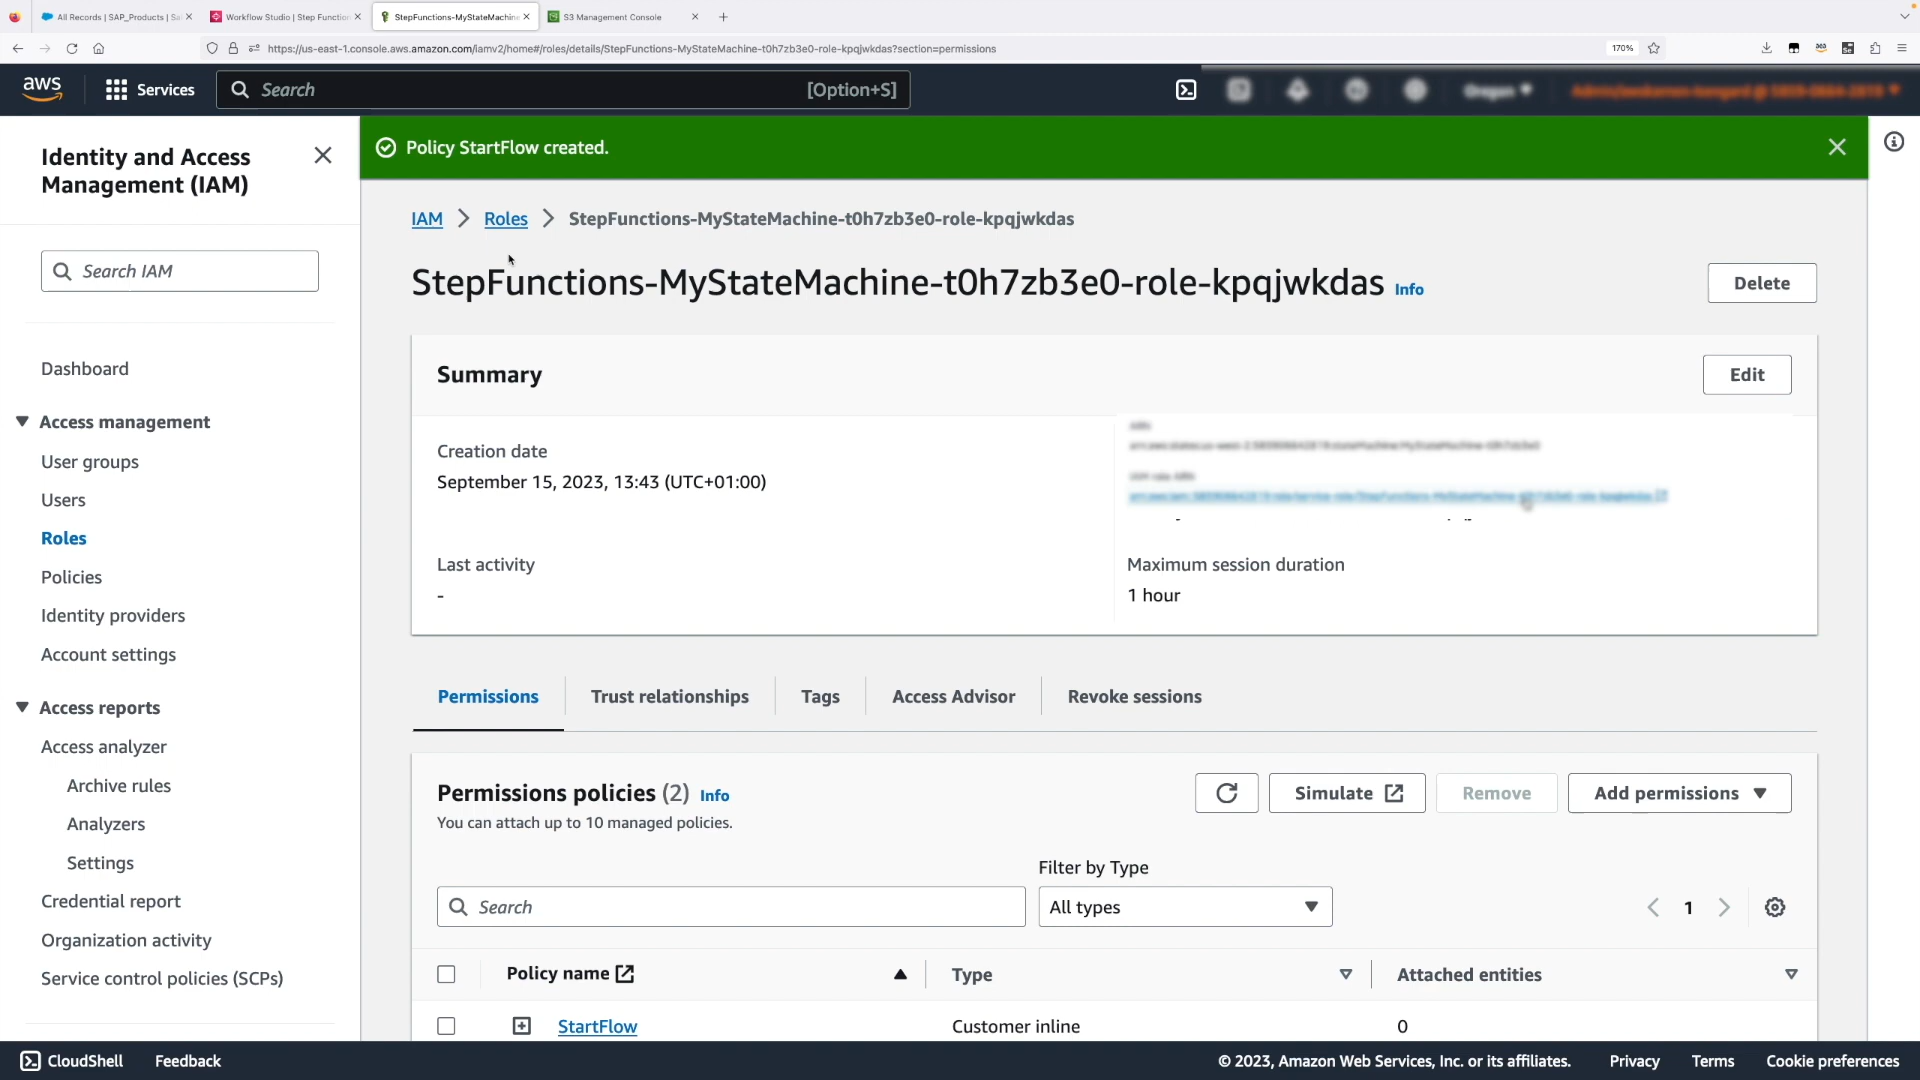 All Records | SAP_Products | Sa
Workflow Studio | Step Function
StepFunctions-MyStateMachine
S3 Management Console
https://us-east-1.console.aws.amazon.com/iamv2/home#/roles/details/StepFunctions-MyStateMachine-t0h7zb3e0-role-kpqjwkdas?section=permissions
170%
aws
Services
Search
[Option+S]
Oregon
Identity and Access
Management (IAM)
Search IAM
Dashboard
Access management
User groups
Users
Roles
Policies
Identity providers
Account settings
Access reports
Access analyzer
Archive rules
Analyzers
Settings
Credential report
Organization activity
Service control policies (SCPs)
Policy StartFlow created.
IAM > Roles > StepFunctions-MyStateMachine-t0h7zb3e0-role-kpqjwkdas
StepFunctions-MyStateMachine-t0h7zb3e0-role-kpqjwkdas Info
Delete
Summary
Edit
Creation date
September 15, 2023, 13:43 (UTC+01:00)
Last activity
-
Maximum session duration
1 hour
Permissions
Trust relationships
Tags
Access Advisor
Revoke sessions
Permissions policies (2) Info
You can attach up to 10 managed policies.
Simulate
Remove
Add permissions
Filter by Type
Search
All types
1
Policy name
Type
Attached entities
StartFlow
Customer inline
0
CloudShell
Feedback
© 2023, Amazon Web Services, Inc. or its affiliates.
Privacy
Terms
Cookie preferences